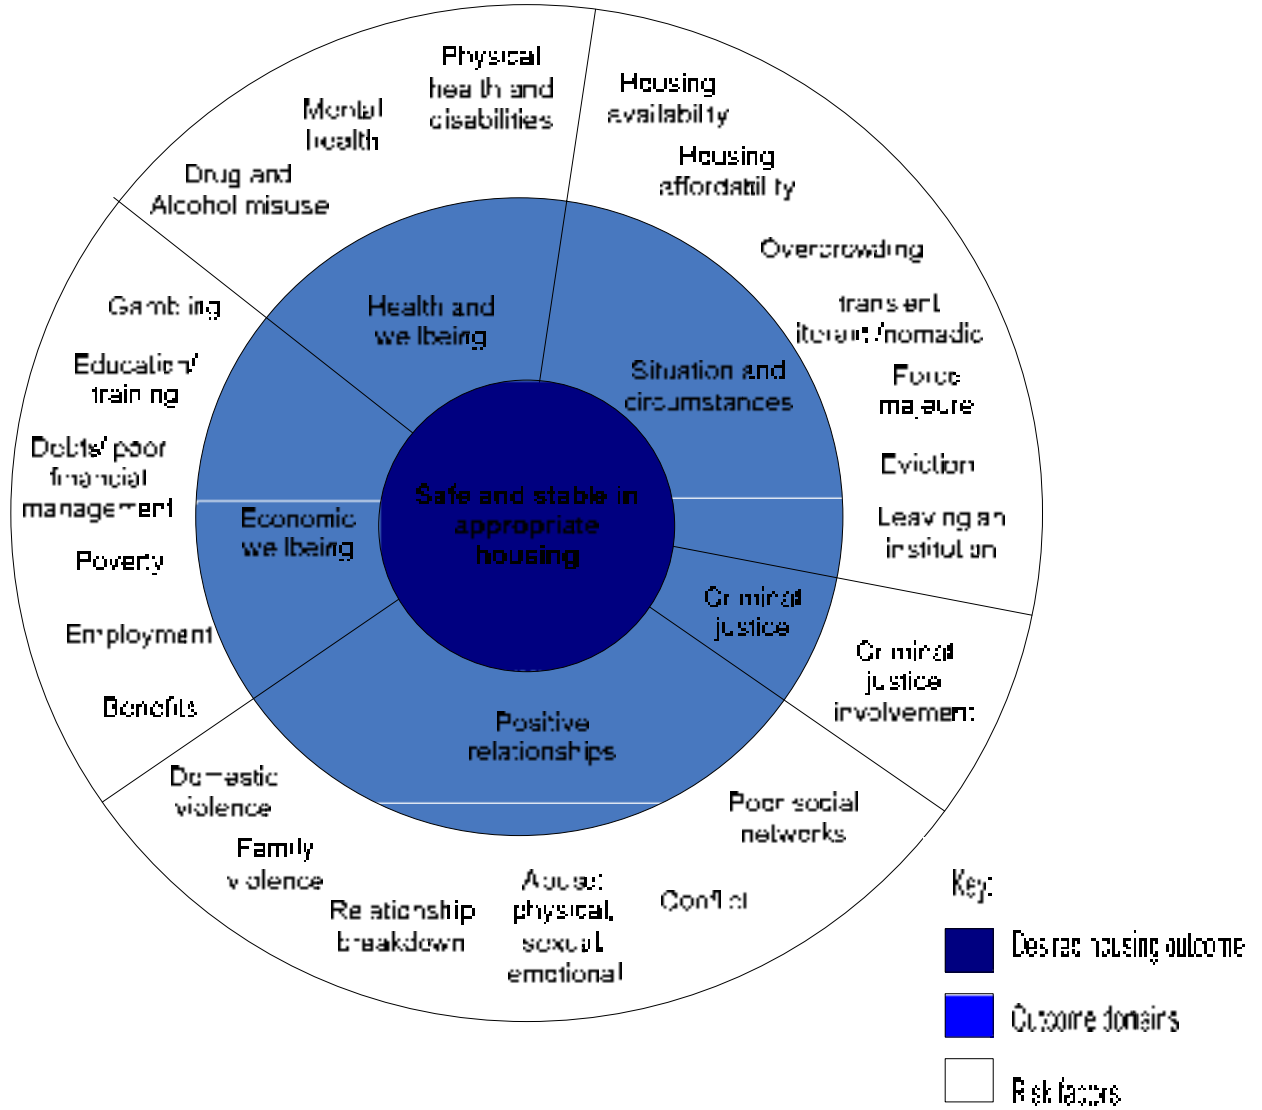 Physical
health and
disabilities
Mental
health
Drug and
Alcohol misuse
Housing
availability
Housing
affordability
Overcrowding
transient
iterant/nomadic
Force
majeure
Eviction
Leaving an
institution
Gambling
Education/
training
Debts/ poor
financial
management
Poverty
Employment
Benefits
Health and
wellbeing
Situation and
circumstances
Safe and stable in
appropriate
housing
Economic
wellbeing
Criminal
justice
Positive
relationships
Criminal
justice
involvement
Domestic
violence
Family
violence
Relationship
breakdown
Abuse:
physical,
sexual,
emotional
Conflict
Poor social
networks
Key:
Desired housing outcome
Outcome domains
Risk factors